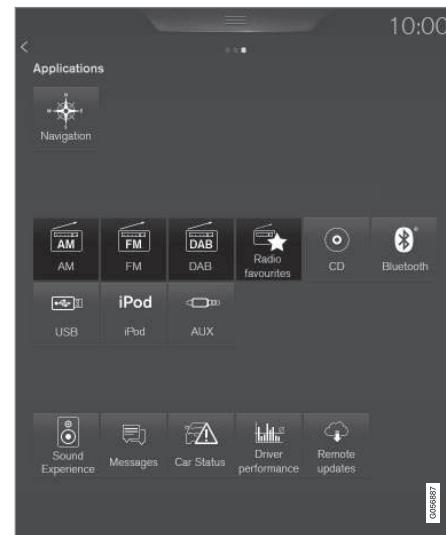 10:00
Applications
Navigation
AM FM DAB
AM FM DAB Radio favourites CD Bluetooth
iPod
USB iPod AUX
Sound Experience Messages Car Status Driver performance Remote updates
G056887